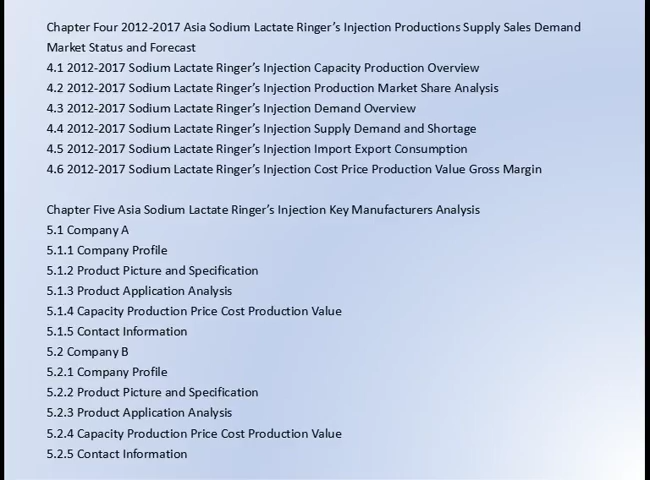 Chapter Four 2012-2017 Asia Sodium Lactate Ringer’s Injection Productions Supply Sales Demand
Market Status and Forecast
4.1 2012-2017 Sodium Lactate Ringer’s Injection Capacity Production Overview
4.2 2012-2017 Sodium Lactate Ringer’s Injection Production Market Share Analysis
4.3 2012-2017 Sodium Lactate Ringer’s Injection Demand Overview
4.4 2012-2017 Sodium Lactate Ringer’s Injection Supply Demand and Shortage
4.5 2012-2017 Sodium Lactate Ringer’s Injection Import Export Consumption
4.6 2012-2017 Sodium Lactate Ringer’s Injection Cost Price Production Value Gross Margin
Chapter Five Asia Sodium Lactate Ringer’s Injection Key Manufacturers Analysis
5.1 Company A
5.1.1 Company Profile
5.1.2 Product Picture and Specification
5.1.3 Product Application Analysis
5.1.4 Capacity Production Price Cost Production Value
5.1.5 Contact Information
5.2 Company B
5.2.1 Company Profile
5.2.2 Product Picture and Specification
5.2.3 Product Application Analysis
5.2.4 Capacity Production Price Cost Production Value
5.2.5 Contact Information